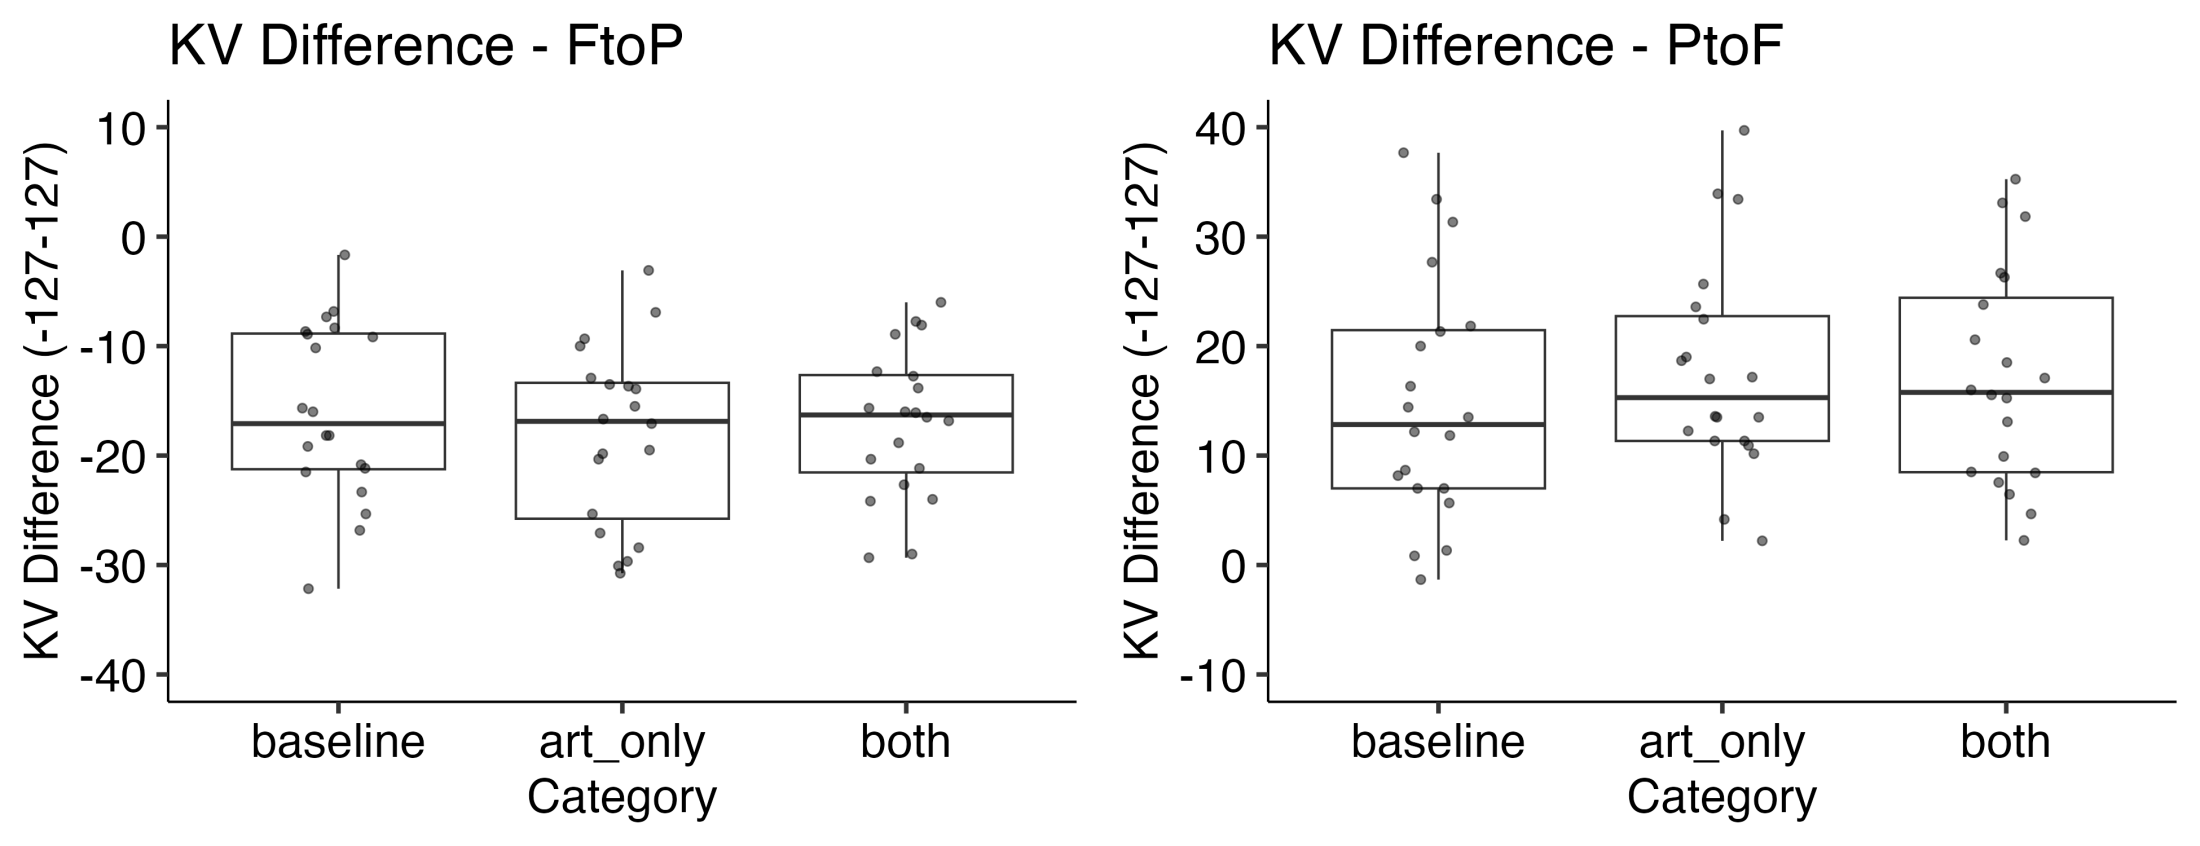 KV Difference - FtoP
KV Difference (-127-127)
10
0
-10
-20
-30
-40
baseline
art_only
both
Category
KV Difference - PtoF
KV Difference (-127-127)
40
30
20
10
0
-10
baseline
art_only
both
Category